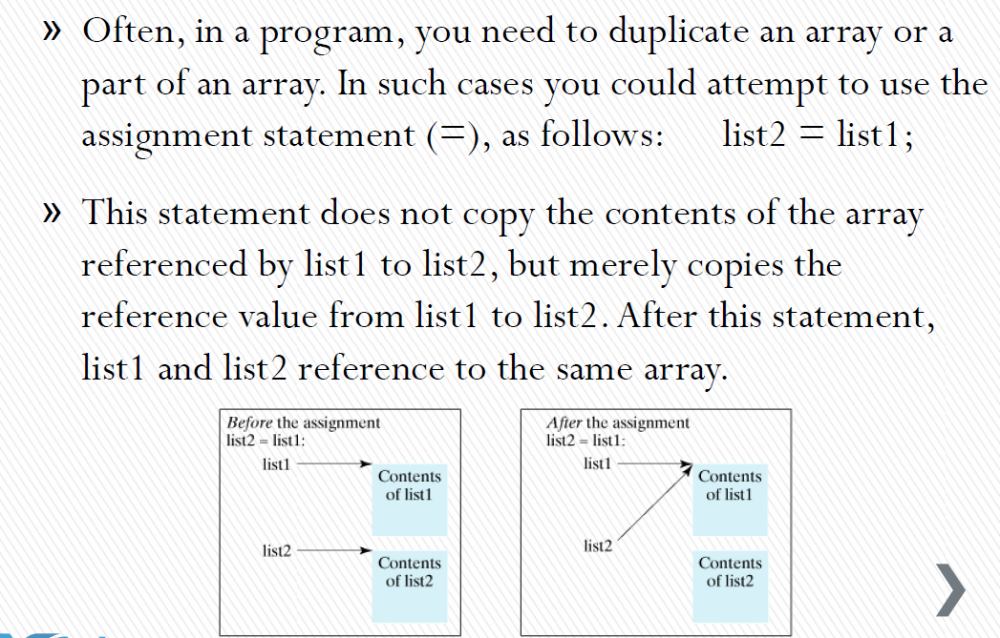 » Often, in a program, you need to duplicate an array or a
part of an array. In such cases you could attempt to use the
assignment statement (=), as follows: list2 = list1;
» This statement does not copy the contents of the array
referenced by list1 to list2, but merely copies the
reference value from list1 to list2. After this statement,
list1 and list2 reference to the same array.
Before the assignment
list2 = list1:
list1
Contents
of list1
list2
Contents
of list2
After the assignment
list2 = list1:
list1
Contents
of list1
list2
Contents
of list2